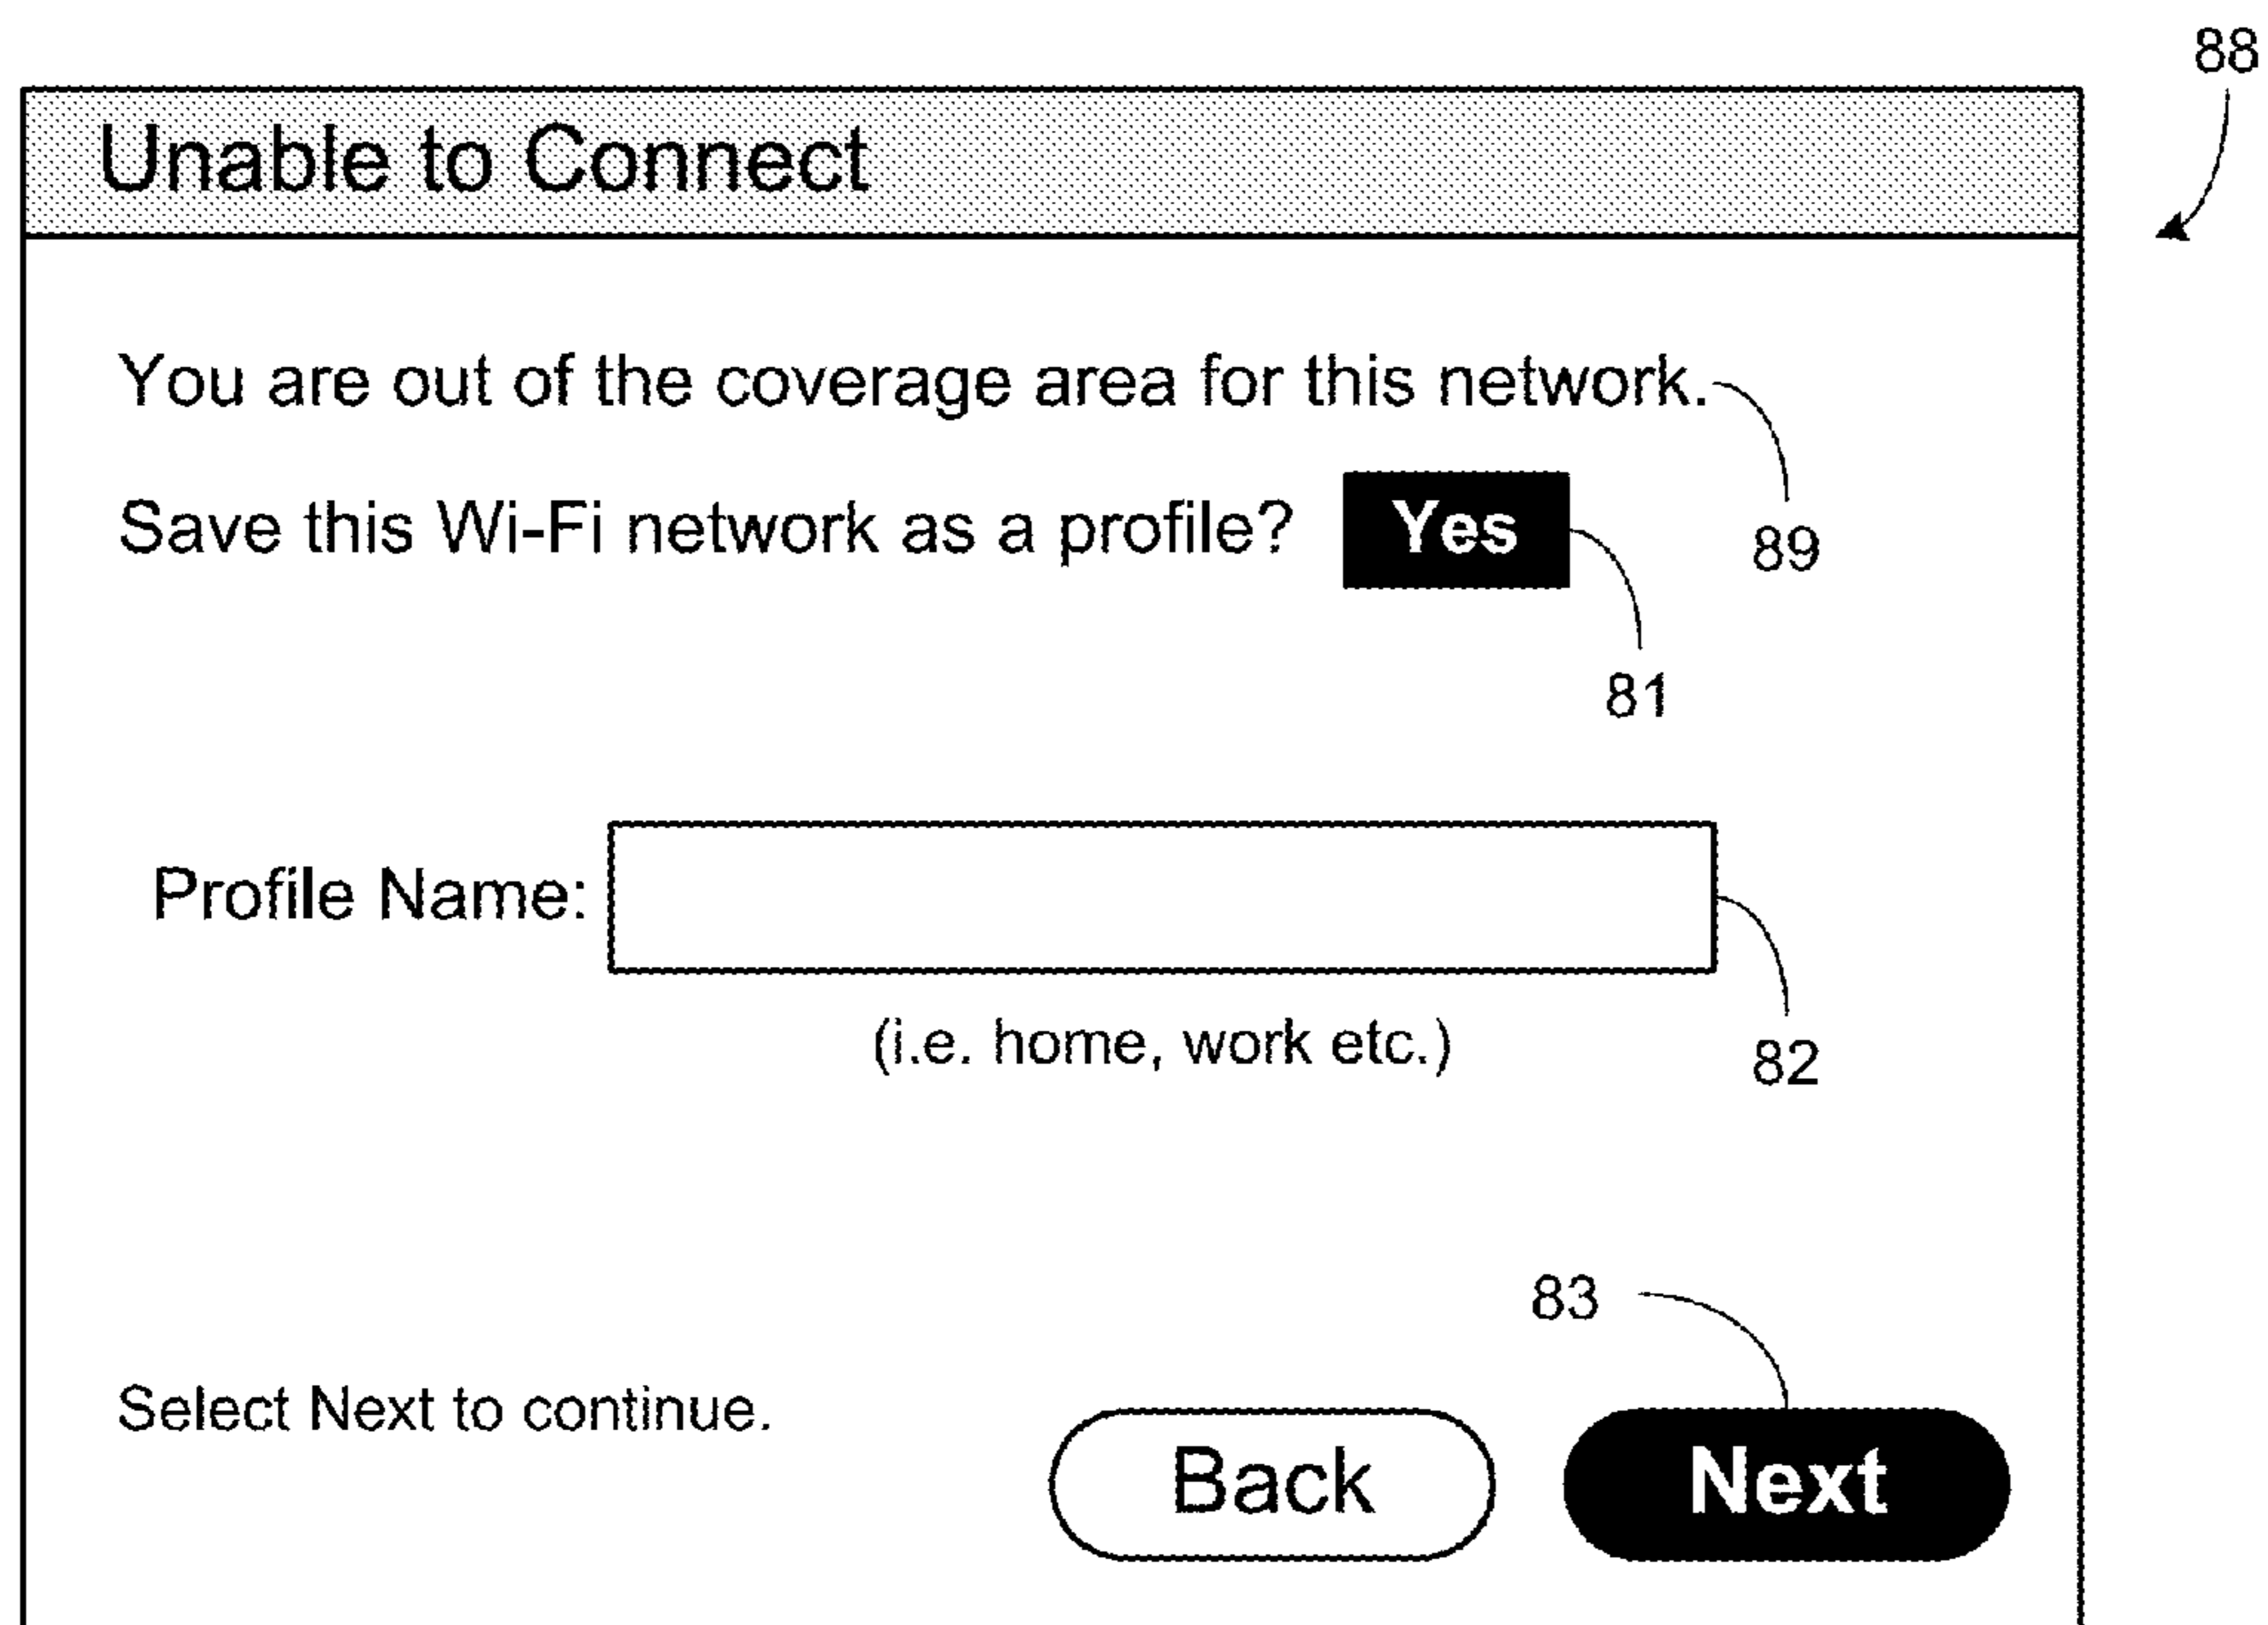 88
Unable to Connect
You are out of the coverage area for this network.
89
Save this Wi-Fi network as a profile? Yes
81
Profile Name:
82
(i.e. home, work etc.)
83
Select Next to continue.
Back Next